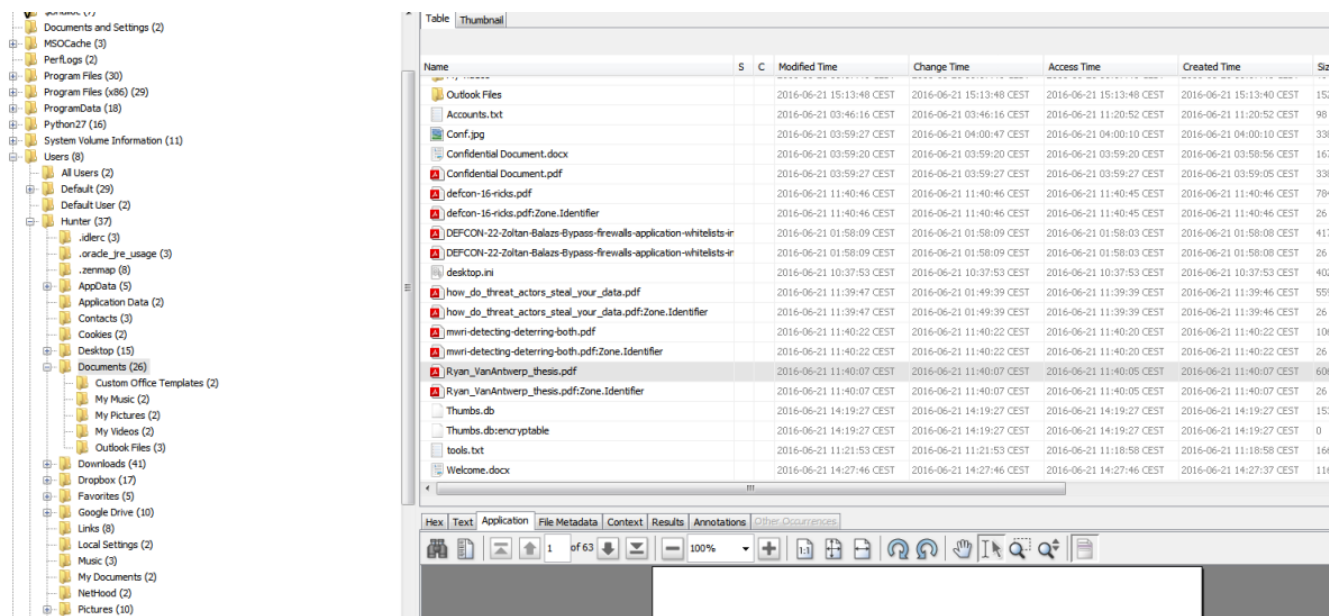 Documents and Settings (2)
MSOCache (3)
PerfLogs (2)
Program Files (30)
Program Files (x86) (29)
ProgramData (18)
Python27 (16)
System Volume Information (11)
Users (8)
All Users (2)
Default (29)
Default User (2)
Hunter (37)
.idlerc (3)
.oracle_jre_usage (3)
.zenmap (8)
AppData (5)
Application Data (2)
Contacts (3)
Cookies (2)
Desktop (15)
Documents (26)
Custom Office Templates (2)
My Music (2)
My Pictures (2)
My Videos (2)
Outlook Files (3)
Downloads (41)
Dropbox (17)
Favorites (5)
Google Drive (10)
Links (8)
Local Settings (2)
Music (3)
My Documents (2)
NetHood (2)
Pictures (10)
Table Thumbnail
Name S C Modified Time Change Time Access Time Created Time Siz
Outlook Files 2016-06-21 15:13:48 CEST 2016-06-21 15:13:48 CEST 2016-06-21 15:13:48 CEST 2016-06-21 15:13:40 CEST 152
Accounts.txt 2016-06-21 03:46:16 CEST 2016-06-21 03:46:16 CEST 2016-06-21 11:20:52 CEST 2016-06-21 11:20:52 CEST 98
Conf.jpg 2016-06-21 03:59:27 CEST 2016-06-21 04:00:47 CEST 2016-06-21 04:00:10 CEST 2016-06-21 04:00:10 CEST 338
Confidential Document.docx 2016-06-21 03:59:20 CEST 2016-06-21 03:59:20 CEST 2016-06-21 03:59:20 CEST 2016-06-21 03:58:56 CEST 167
Confidential Document.pdf 2016-06-21 03:59:27 CEST 2016-06-21 03:59:27 CEST 2016-06-21 03:59:27 CEST 2016-06-21 03:59:05 CEST 338
defcon-16-ricks.pdf 2016-06-21 11:40:46 CEST 2016-06-21 11:40:46 CEST 2016-06-21 11:40:45 CEST 2016-06-21 11:40:46 CEST 784
defcon-16-ricks.pdf:Zone.Identifier 2016-06-21 11:40:46 CEST 2016-06-21 11:40:46 CEST 2016-06-21 11:40:45 CEST 2016-06-21 11:40:46 CEST 26
DEFCON-22-Zoltan-Balazs-Bypass-firewalls-application-whitelists-ir 2016-06-21 01:58:09 CEST 2016-06-21 01:58:09 CEST 2016-06-21 01:58:03 CEST 2016-06-21 01:58:08 CEST 417
DEFCON-22-Zoltan-Balazs-Bypass-firewalls-application-whitelists-ir 2016-06-21 01:58:09 CEST 2016-06-21 01:58:09 CEST 2016-06-21 01:58:03 CEST 2016-06-21 01:58:08 CEST 26
desktop.ini 2016-06-21 10:37:53 CEST 2016-06-21 10:37:53 CEST 2016-06-21 10:37:53 CEST 2016-06-21 10:37:53 CEST 402
how_do_threat_actors_steal_your_data.pdf 2016-06-21 11:39:47 CEST 2016-06-21 01:49:39 CEST 2016-06-21 11:39:39 CEST 2016-06-21 11:39:46 CEST 559
how_do_threat_actors_steal_your_data.pdf:Zone.Identifier 2016-06-21 11:39:47 CEST 2016-06-21 01:49:39 CEST 2016-06-21 11:39:39 CEST 2016-06-21 11:39:46 CEST 26
mwri-detecting-deterring-both.pdf 2016-06-21 11:40:22 CEST 2016-06-21 11:40:22 CEST 2016-06-21 11:40:20 CEST 2016-06-21 11:40:22 CEST 106
mwri-detecting-deterring-both.pdf:Zone.Identifier 2016-06-21 11:40:22 CEST 2016-06-21 11:40:22 CEST 2016-06-21 11:40:20 CEST 2016-06-21 11:40:22 CEST 26
Ryan_VanAntwerp_thesis.pdf 2016-06-21 11:40:07 CEST 2016-06-21 11:40:07 CEST 2016-06-21 11:40:05 CEST 2016-06-21 11:40:07 CEST 606
Ryan_VanAntwerp_thesis.pdf:Zone.Identifier 2016-06-21 11:40:07 CEST 2016-06-21 11:40:07 CEST 2016-06-21 11:40:05 CEST 2016-06-21 11:40:07 CEST 26
Thumbs.db 2016-06-21 14:19:27 CEST 2016-06-21 14:19:27 CEST 2016-06-21 14:19:27 CEST 2016-06-21 14:19:27 CEST 153
Thumbs.db:encryptable 2016-06-21 14:19:27 CEST 2016-06-21 14:19:27 CEST 2016-06-21 14:19:27 CEST 2016-06-21 14:19:27 CEST 0
tools.txt 2016-06-21 11:21:53 CEST 2016-06-21 11:21:53 CEST 2016-06-21 11:18:58 CEST 2016-06-21 11:18:58 CEST 166
Welcome.docx 2016-06-21 14:27:46 CEST 2016-06-21 14:27:46 CEST 2016-06-21 14:27:46 CEST 2016-06-21 14:27:37 CEST 116
Hex Text Application File Metadata Context Results Annotations Other Occurrences
1 of 63 100% 1:1